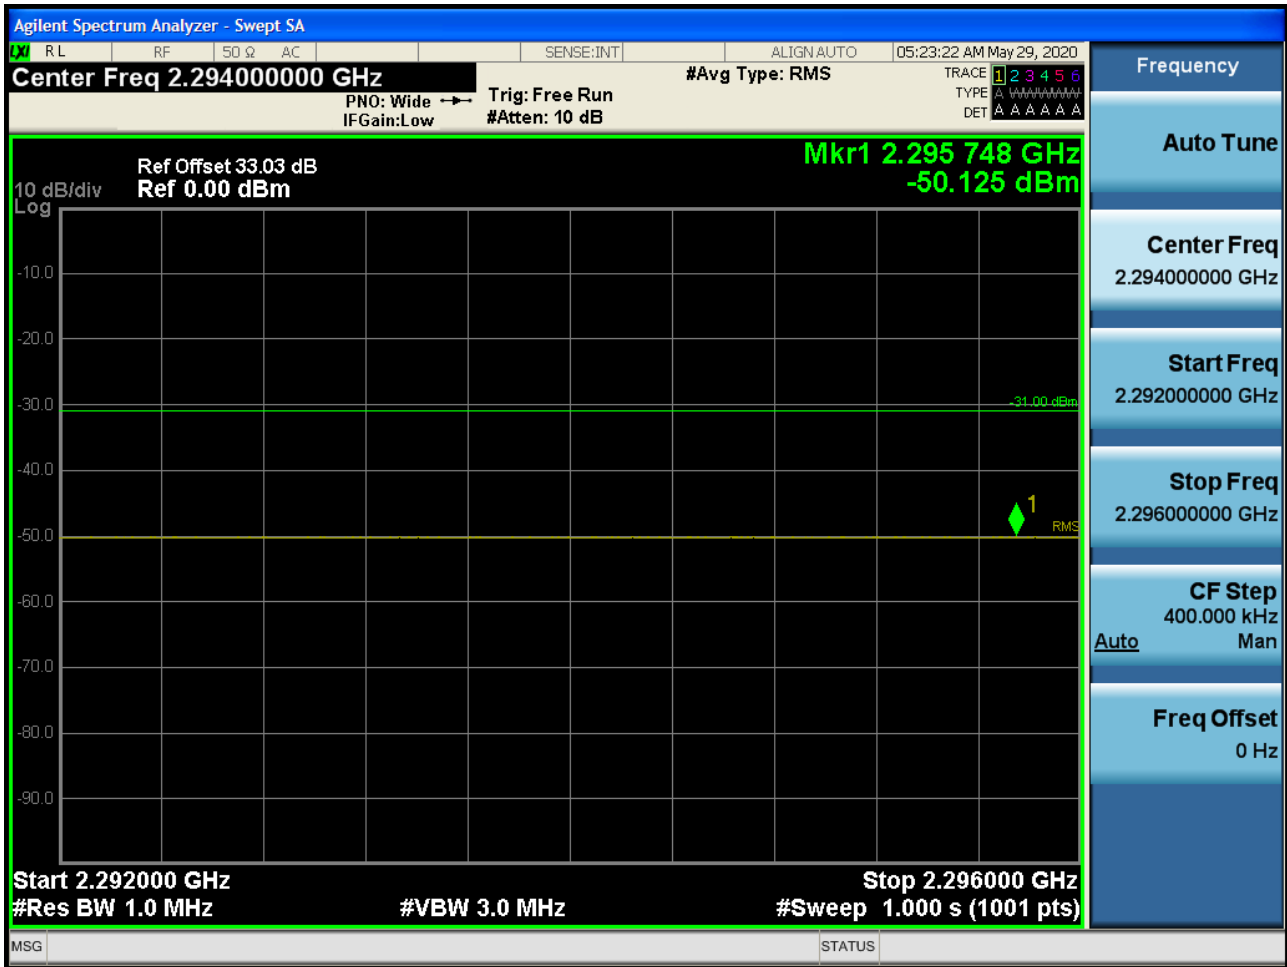 Agilent Spectrum Analyzer - Swept SA
LXI RL RF 50 Ω AC SENSE:INT ALIGN AUTO 05:23:22 AM May 29, 2020
Center Freq 2.294000000 GHz
PNO: Wide
IFGain:Low
Trig: Free Run
#Atten: 10 dB
#Avg Type: RMS
TRACE 1 2 3 4 5 6
TYPE A WWWWWW
DET A A A A A A
Ref Offset 33.03 dB
10 dB/div Ref 0.00 dBm
Log
Mkr1 2.295 748 GHz
-50.125 dBm
-10.0
-20.0
-30.0
-31.00 dBm
-40.0
1
RMS
-50.0
-60.0
-70.0
-80.0
-90.0
Start 2.292000 GHz Stop 2.296000 GHz
#Res BW 1.0 MHz #VBW 3.0 MHz #Sweep 1.000 s (1001 pts)
MSG STATUS
Frequency
Auto Tune
Center Freq
2.294000000 GHz
Start Freq
2.292000000 GHz
Stop Freq
2.296000000 GHz
CF Step
400.000 kHz
Auto Man
Freq Offset
0 Hz